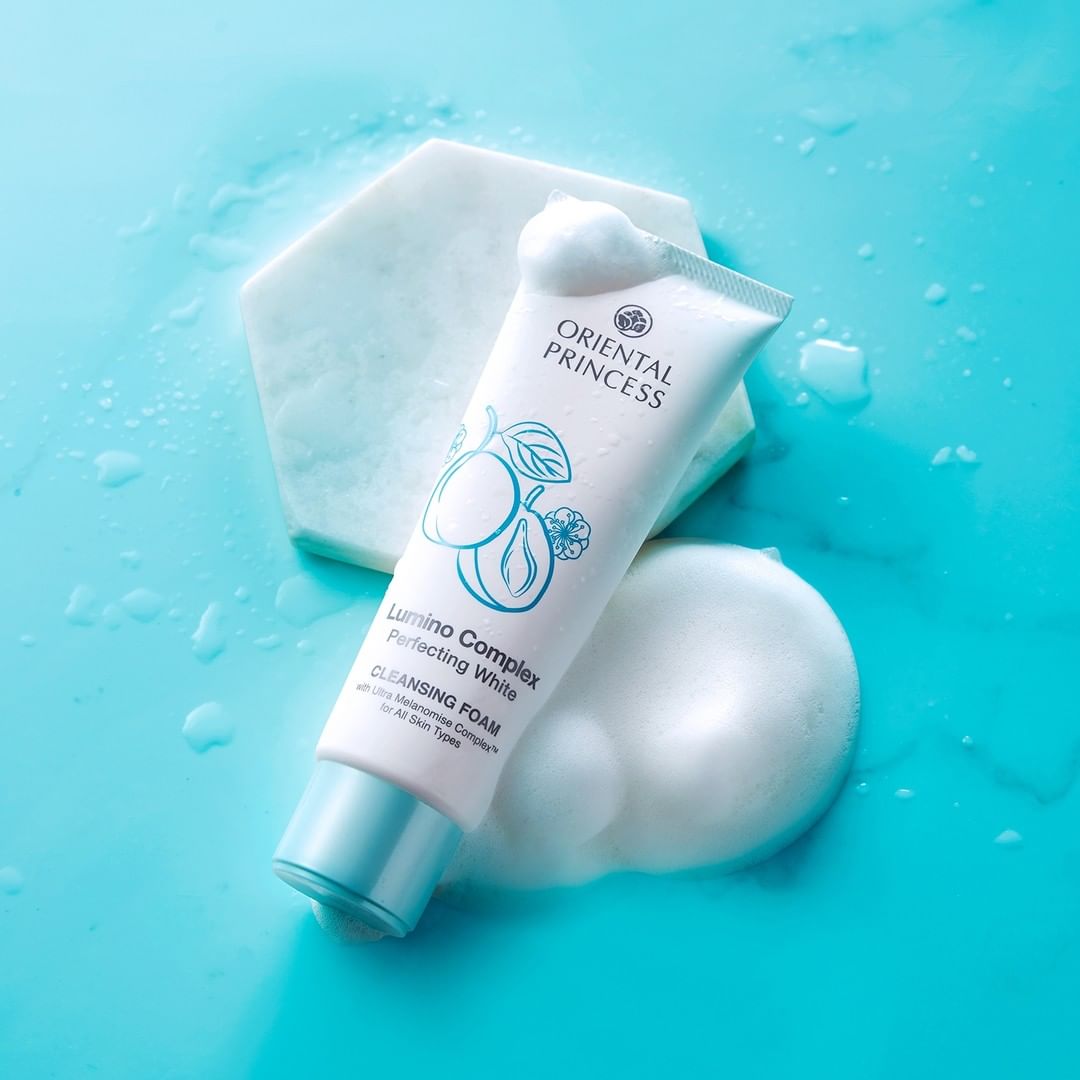 ORIENTAL
PRINCESS
Lumino Complex
Perfecting White
CLEANSING FOAM
with Ultra Melanomise Complex™
for All Skin Types